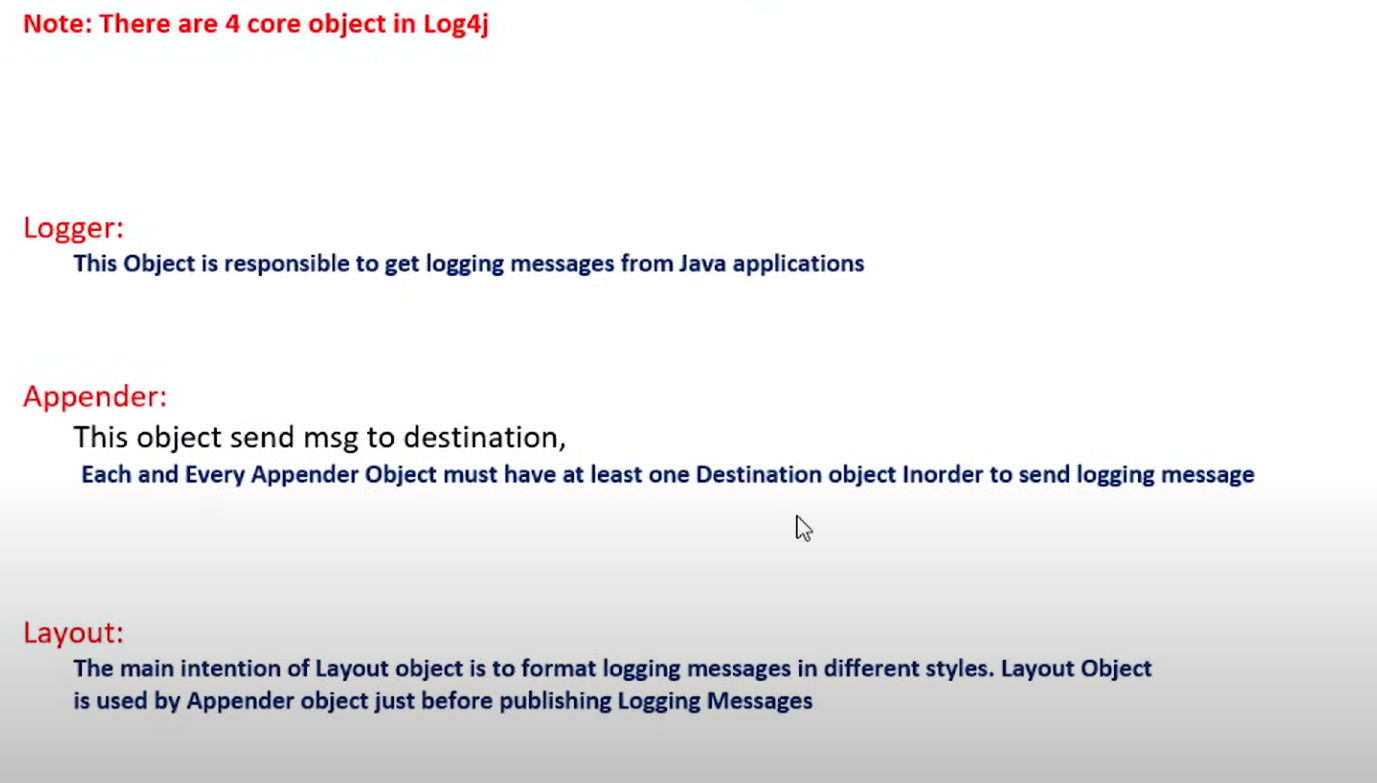 Note: There are 4 core object in Log4j
Logger:
This Object is responsible to get logging messages from Java applications
Appender:
This object send msg to destination,
Each and Every Appender Object must have at least one Destination object Inorder to send logging message
Layout:
The main intention of Layout object is to format logging messages in different styles. Layout Object
is used by Appender object just before publishing Logging Messages